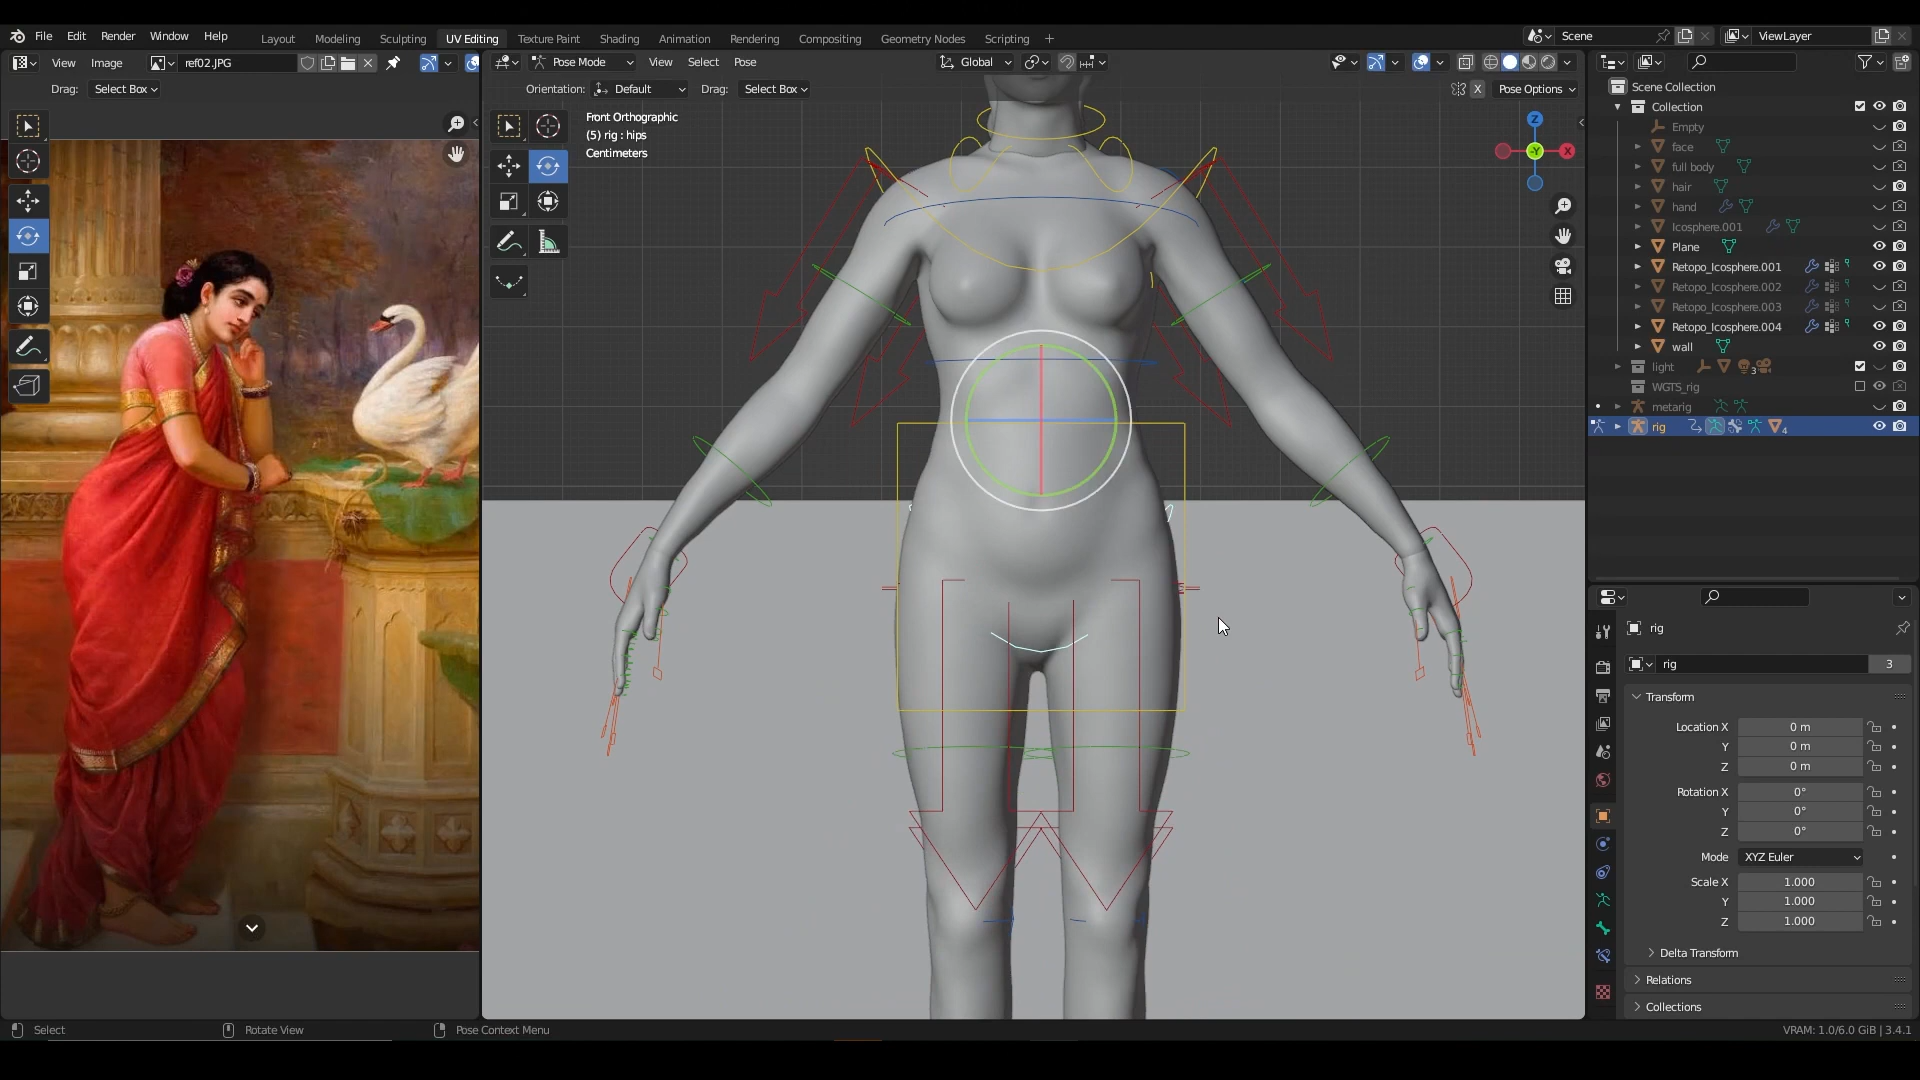 File Edit Render Window Help
Layout Modeling Sculpting UV Editing Texture Paint Shading Animation Rendering Compositing Geometry Nodes Scripting +
Scene
ViewLayer
View Image ref02.JPG
Pose Mode View Select Pose
Global
Drag: Select Box
Orientation: Default Drag: Select Box
X Pose Options
Front Orthographic
(5) rig : hips
Centimeters
Z
-Y
X
Scene Collection
Collection
Empty
face
full body
hair
hand
Icosphere.001
Plane
Retopo_Icosphere.001
Retopo_Icosphere.002
Retopo_Icosphere.003
Retopo_Icosphere.004
wall
light 3
WGTS_rig
metarig
rig 4
rig
rig 3
Transform
Location X 0 m
Y 0 m
Z 0 m
Rotation X 0°
Y 0°
Z 0°
Mode XYZ Euler
Scale X 1.000
Y 1.000
Z 1.000
Delta Transform
Relations
Collections
Select Rotate View Pose Context Menu
VRAM: 1.0/6.0 GiB | 3.4.1